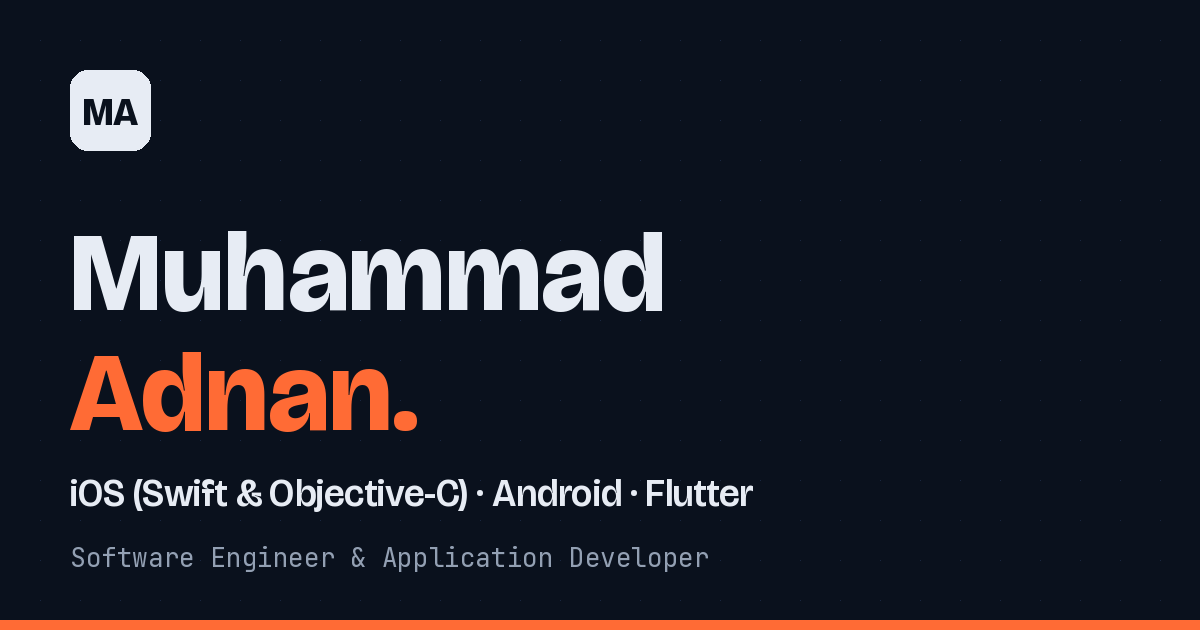 MA
Muhammad
Adnan.
iOS (Swift & Objective-C) · Android · Flutter
Software Engineer & Application Developer